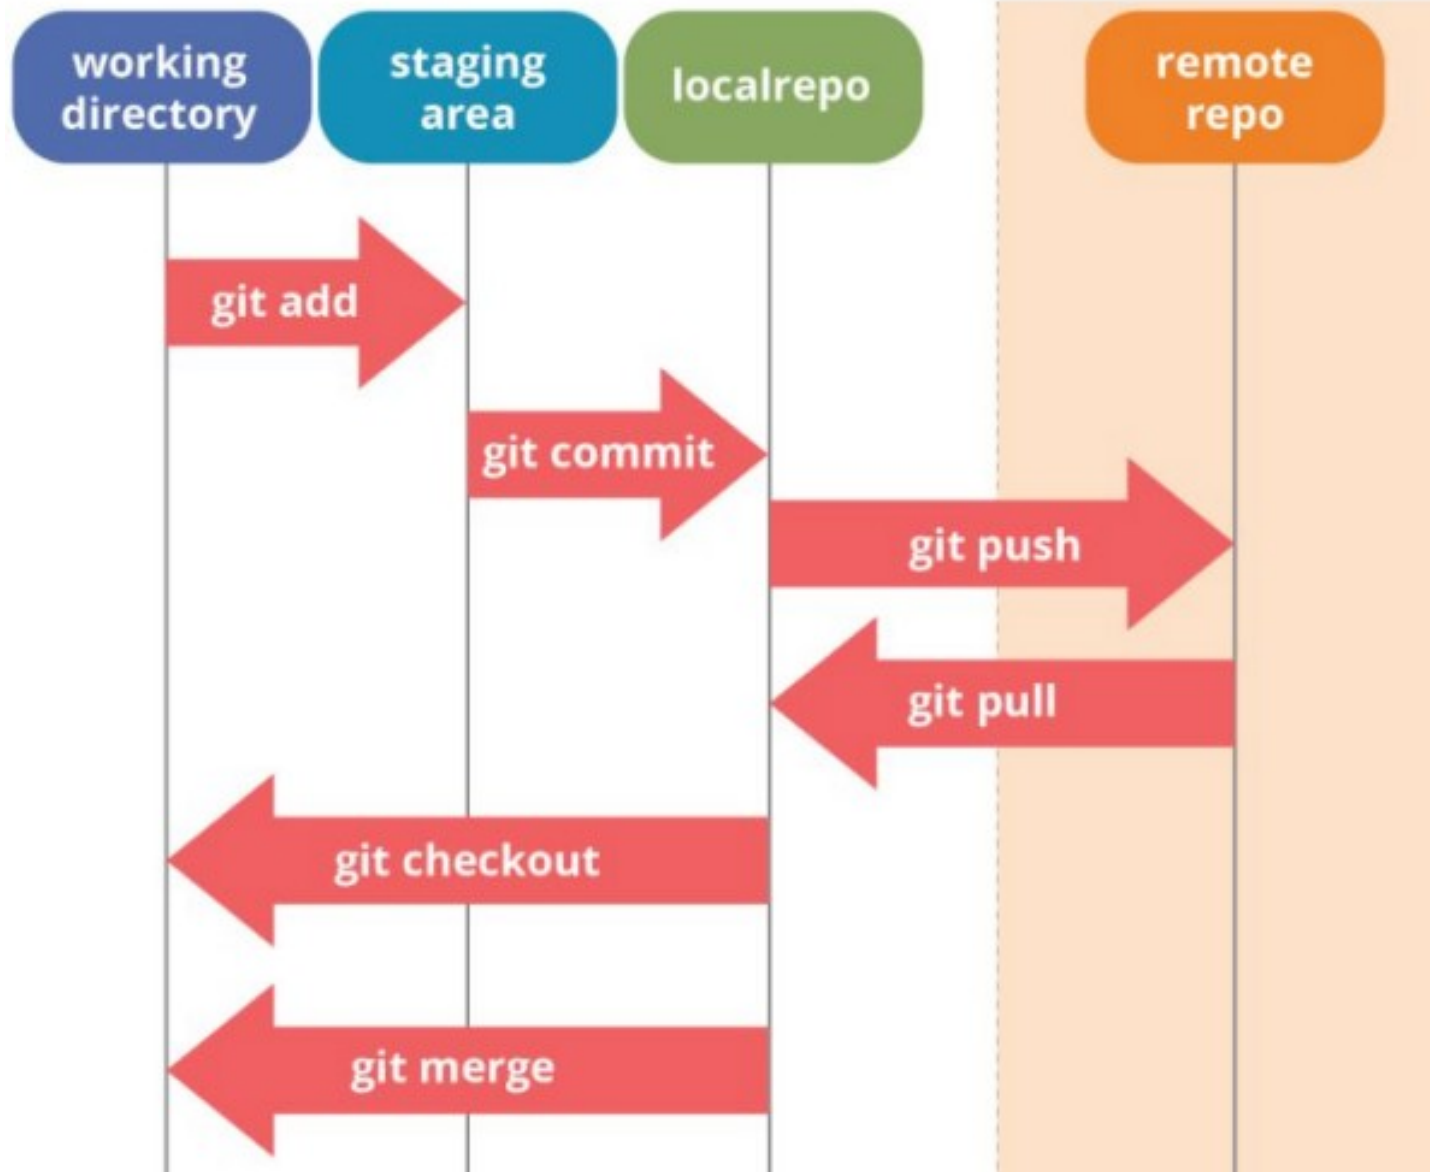 working
directory
staging
area
localrepo
remote
repo
git add
git commit
git push
git pull
git checkout
git merge